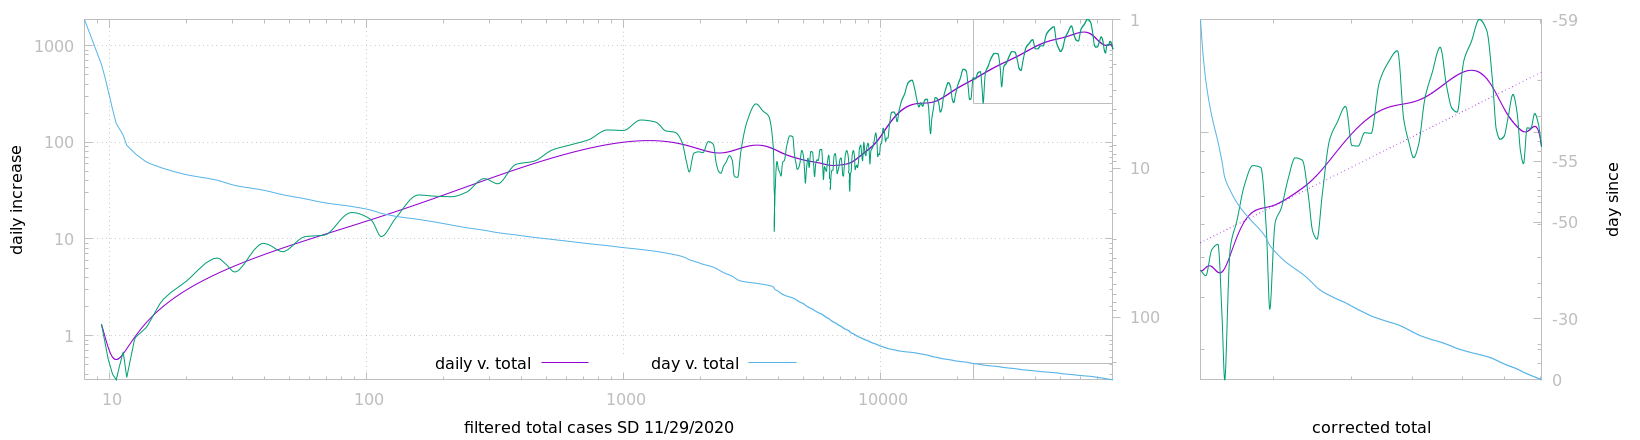 1000
100
10
1
daily increase
10
100
1000
10000
1
10
100
daily v. total
day v. total
filtered total cases SD 11/29/2020
-59
-55
-50
-30
0
day since
corrected total